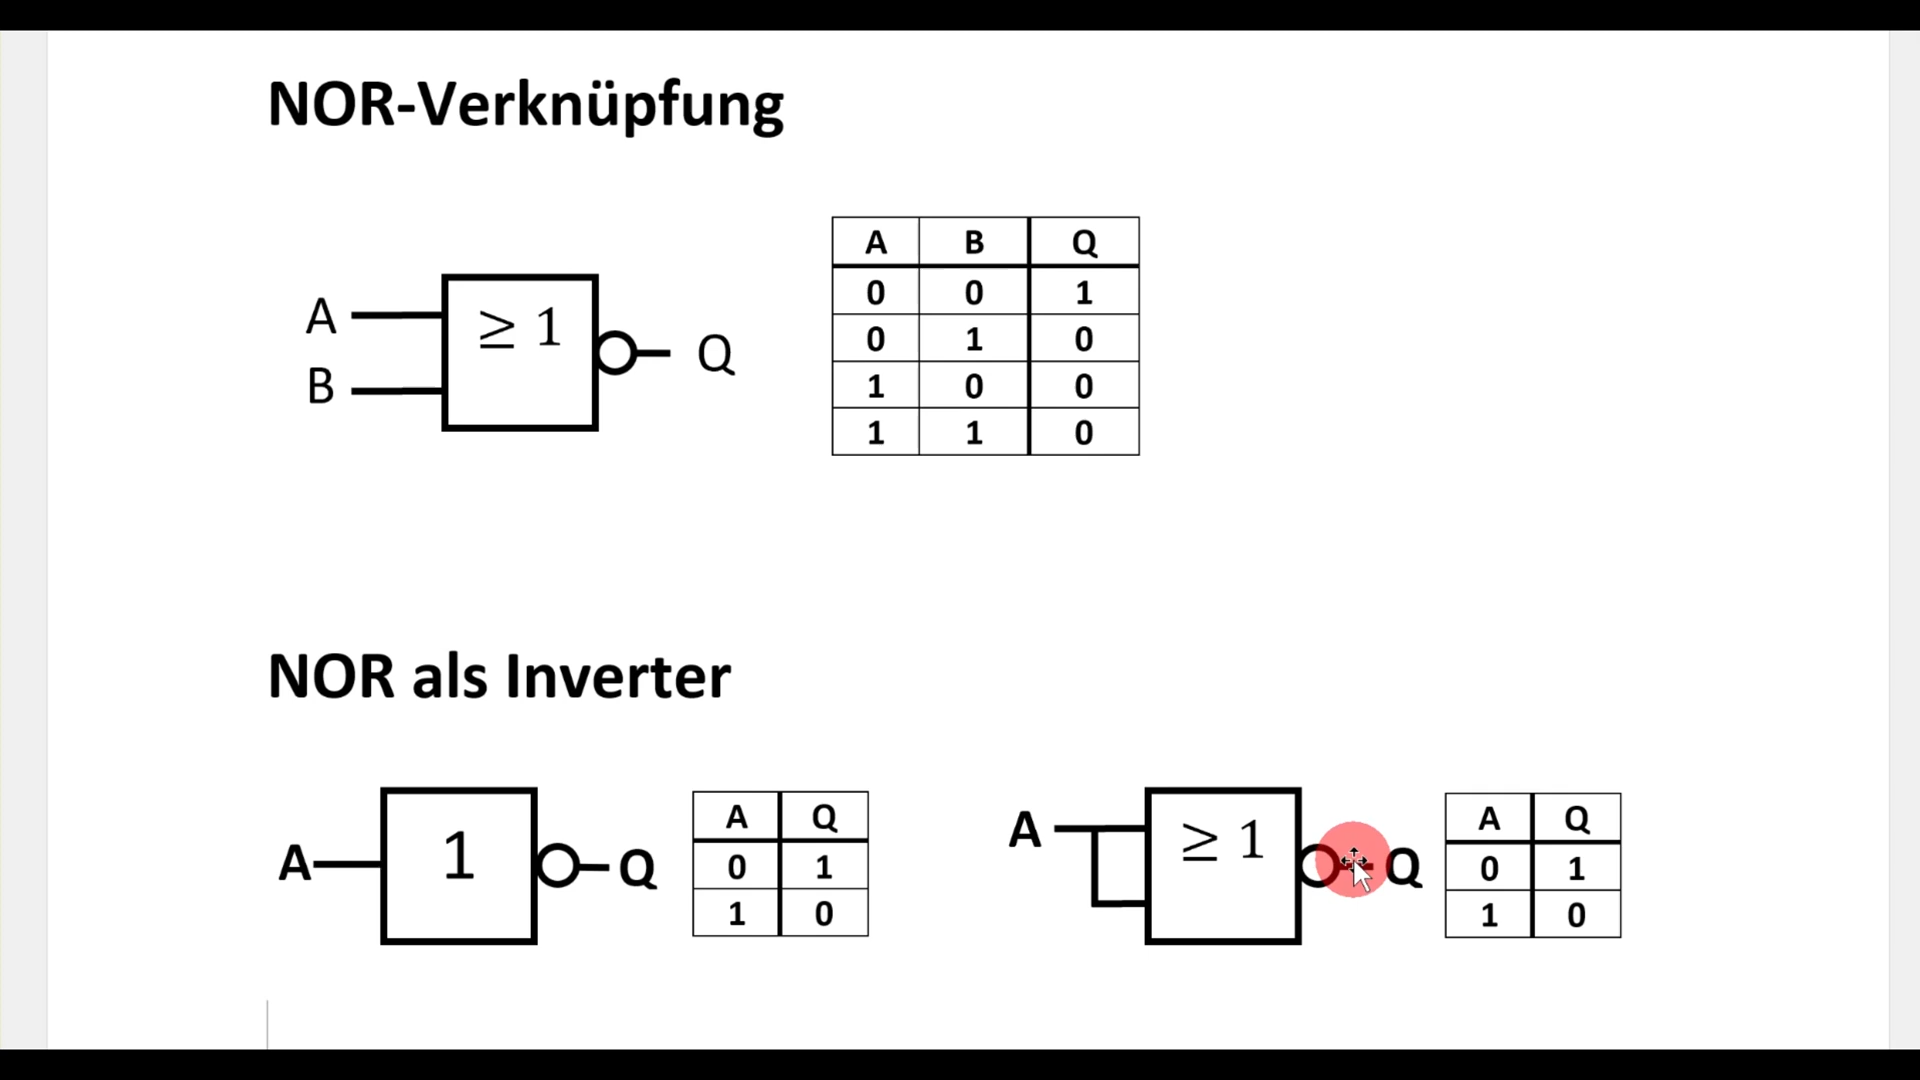 NOR-Verknüpfung
A
B
≥ 1
Q
A B Q
0 0 1
0 1 0
1 0 0
1 1 0
NOR als Inverter
A
1
Q
A Q
0 1
1 0
A
≥ 1
Q
A Q
0 1
1 0